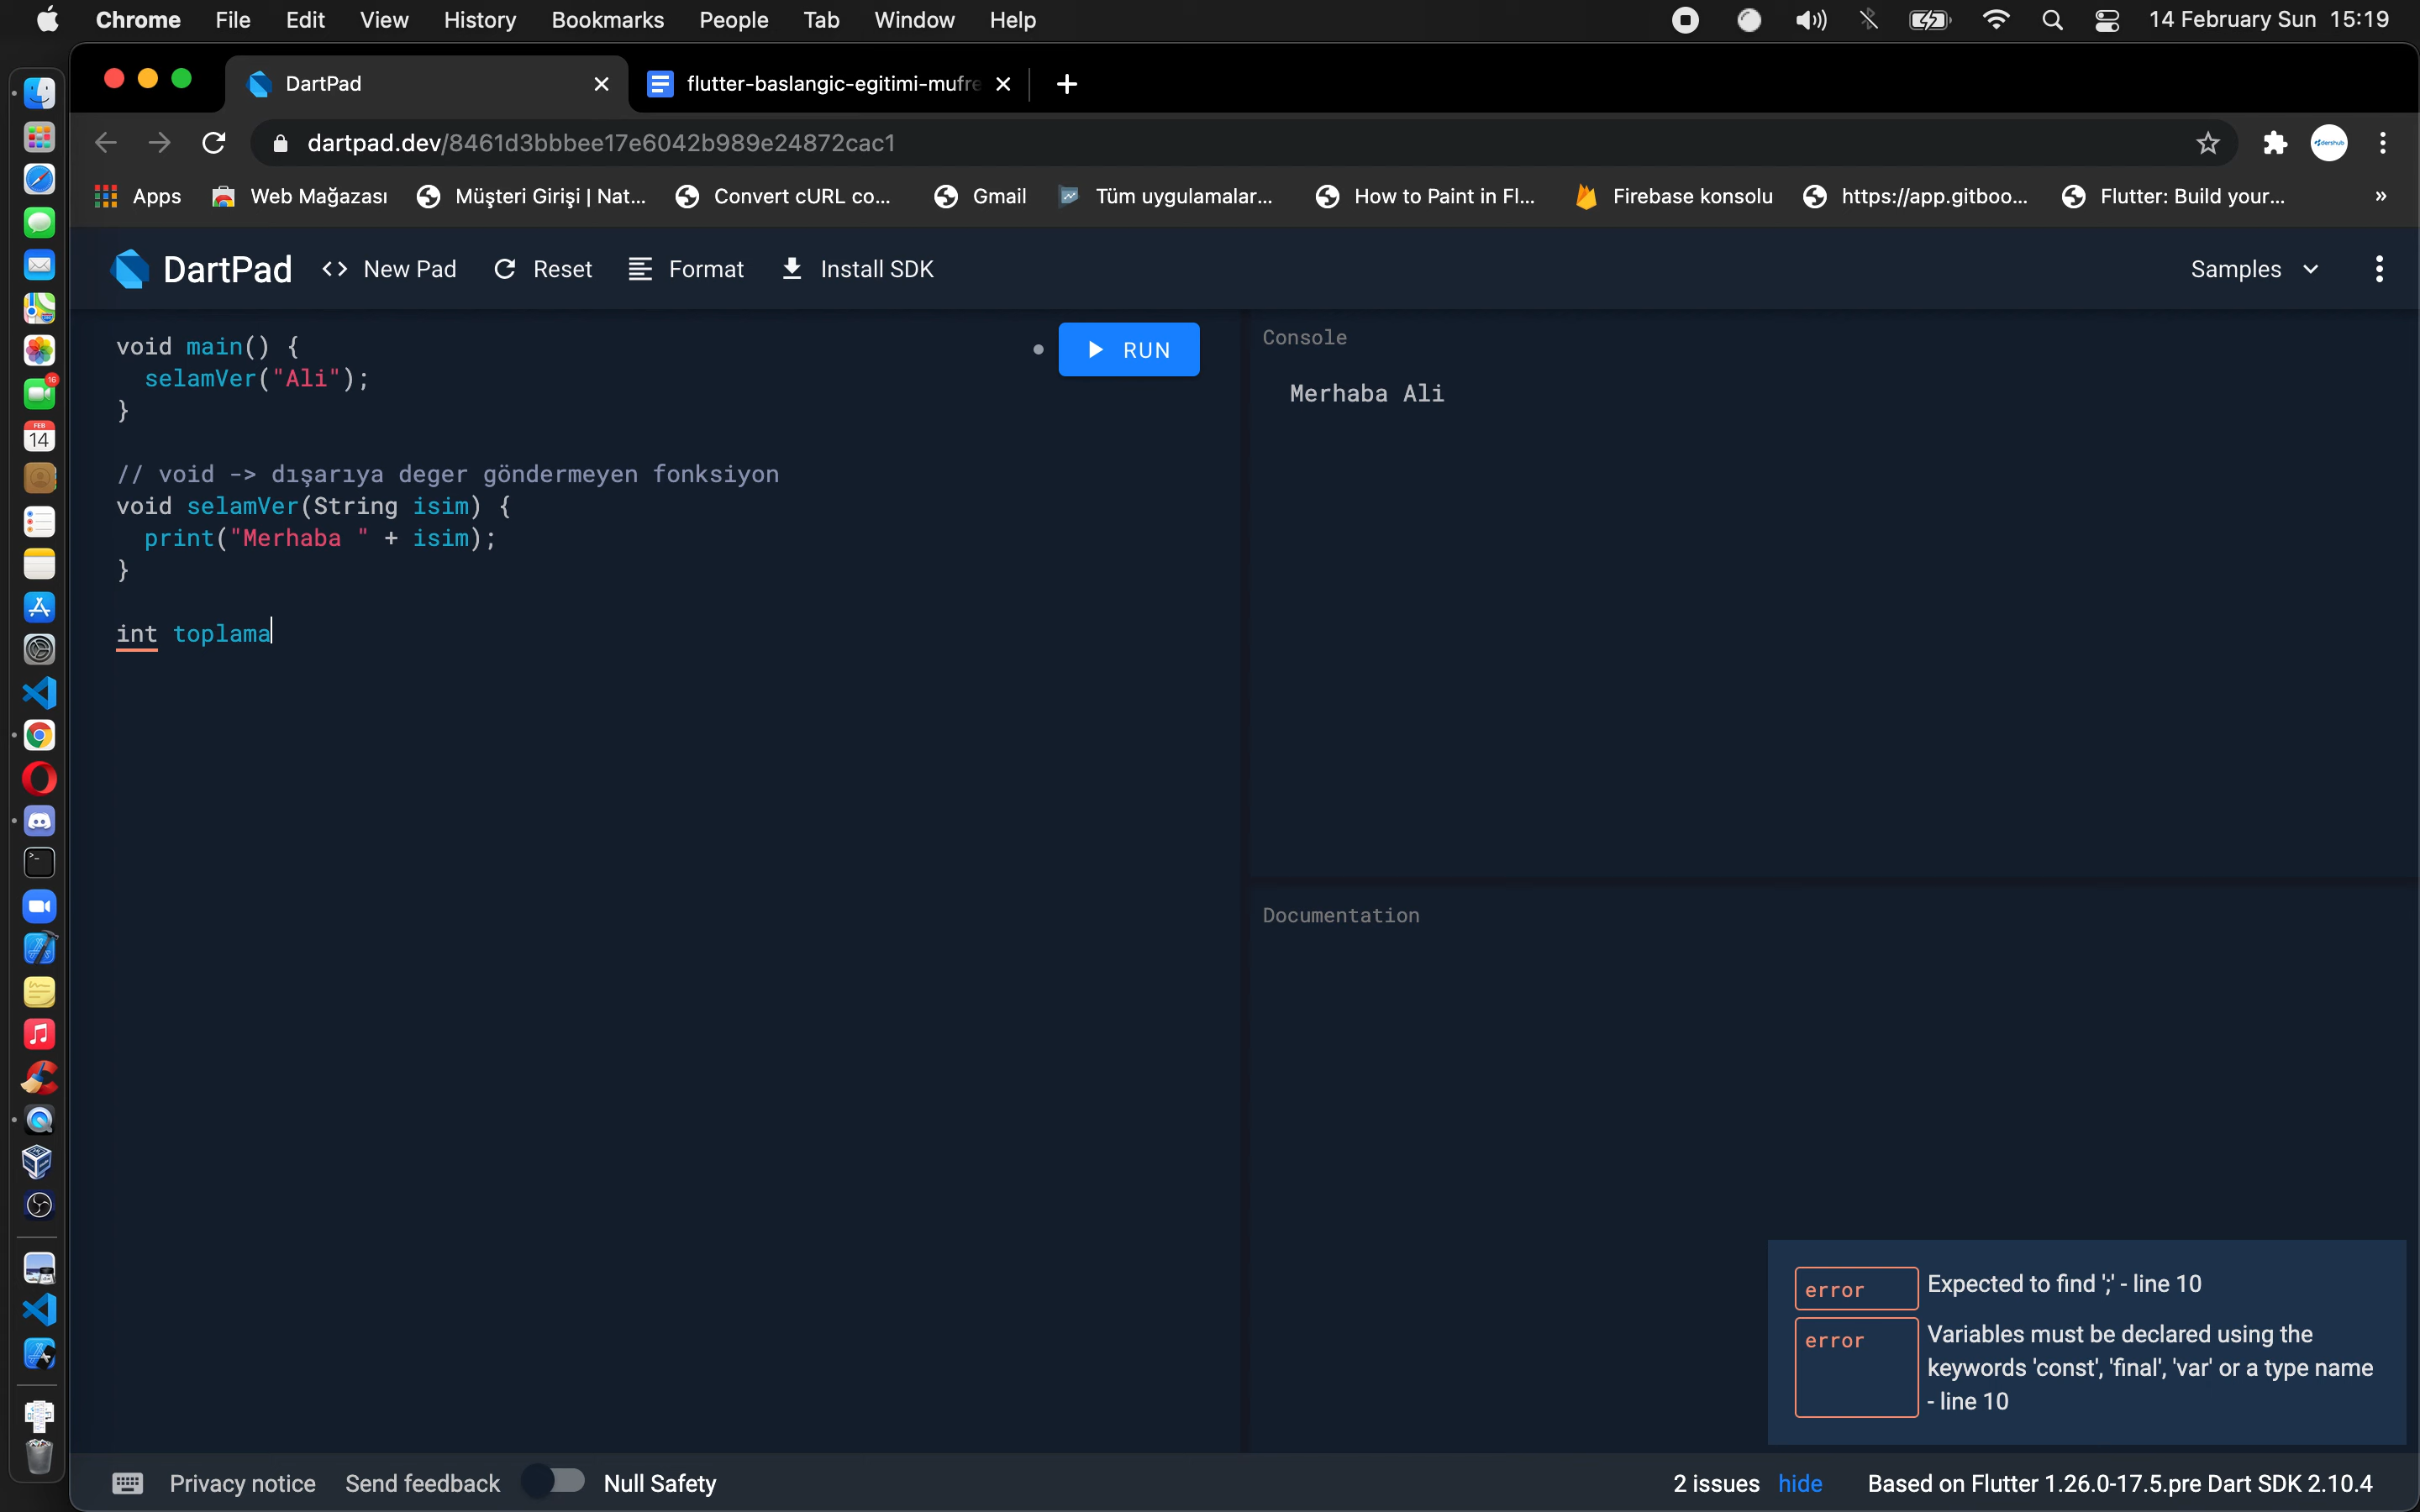 Chrome File Edit View History Bookmarks People Tab Window Help 14 February Sun 15:19
DartPad flutter-baslangic-egitimi-mufre
dartpad.dev/8461d3bbbee17e6042b989e24872cac1
Apps Web Mağazası Müşteri Girişi | Nat... Convert cURL co... Gmail Tüm uygulamalar... How to Paint in Fl... Firebase konsolu https://app.gitboo... Flutter: Build your... »
DartPad <> New Pad Reset Format Install SDK Samples
void main() {
selamVer("Ali");
}
// void -> dışarıya deger göndermeyen fonksiyon
void selamVer(String isim) {
print("Merhaba " + isim);
}
int toplama
RUN
Console
Merhaba Ali
Documentation
error Expected to find ';' - line 10
error Variables must be declared using the
keywords 'const', 'final', 'var' or a type name
- line 10
Privacy notice Send feedback Null Safety 2 issues hide Based on Flutter 1.26.0-17.5.pre Dart SDK 2.10.4
16
FEB
14